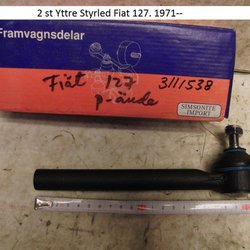 2 st Yttre Styrled Fiat 127. 1971--
Framvagnsdelar
Fiat 127 3111538
p-ände
SIMSONITE
IMPORT